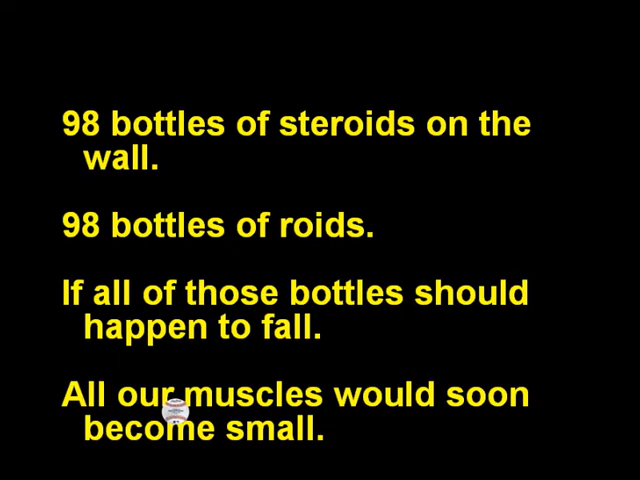 98 bottles of steroids on the
wall.
98 bottles of roids.
If all of those bottles should
happen to fall.
All our muscles would soon
become small.